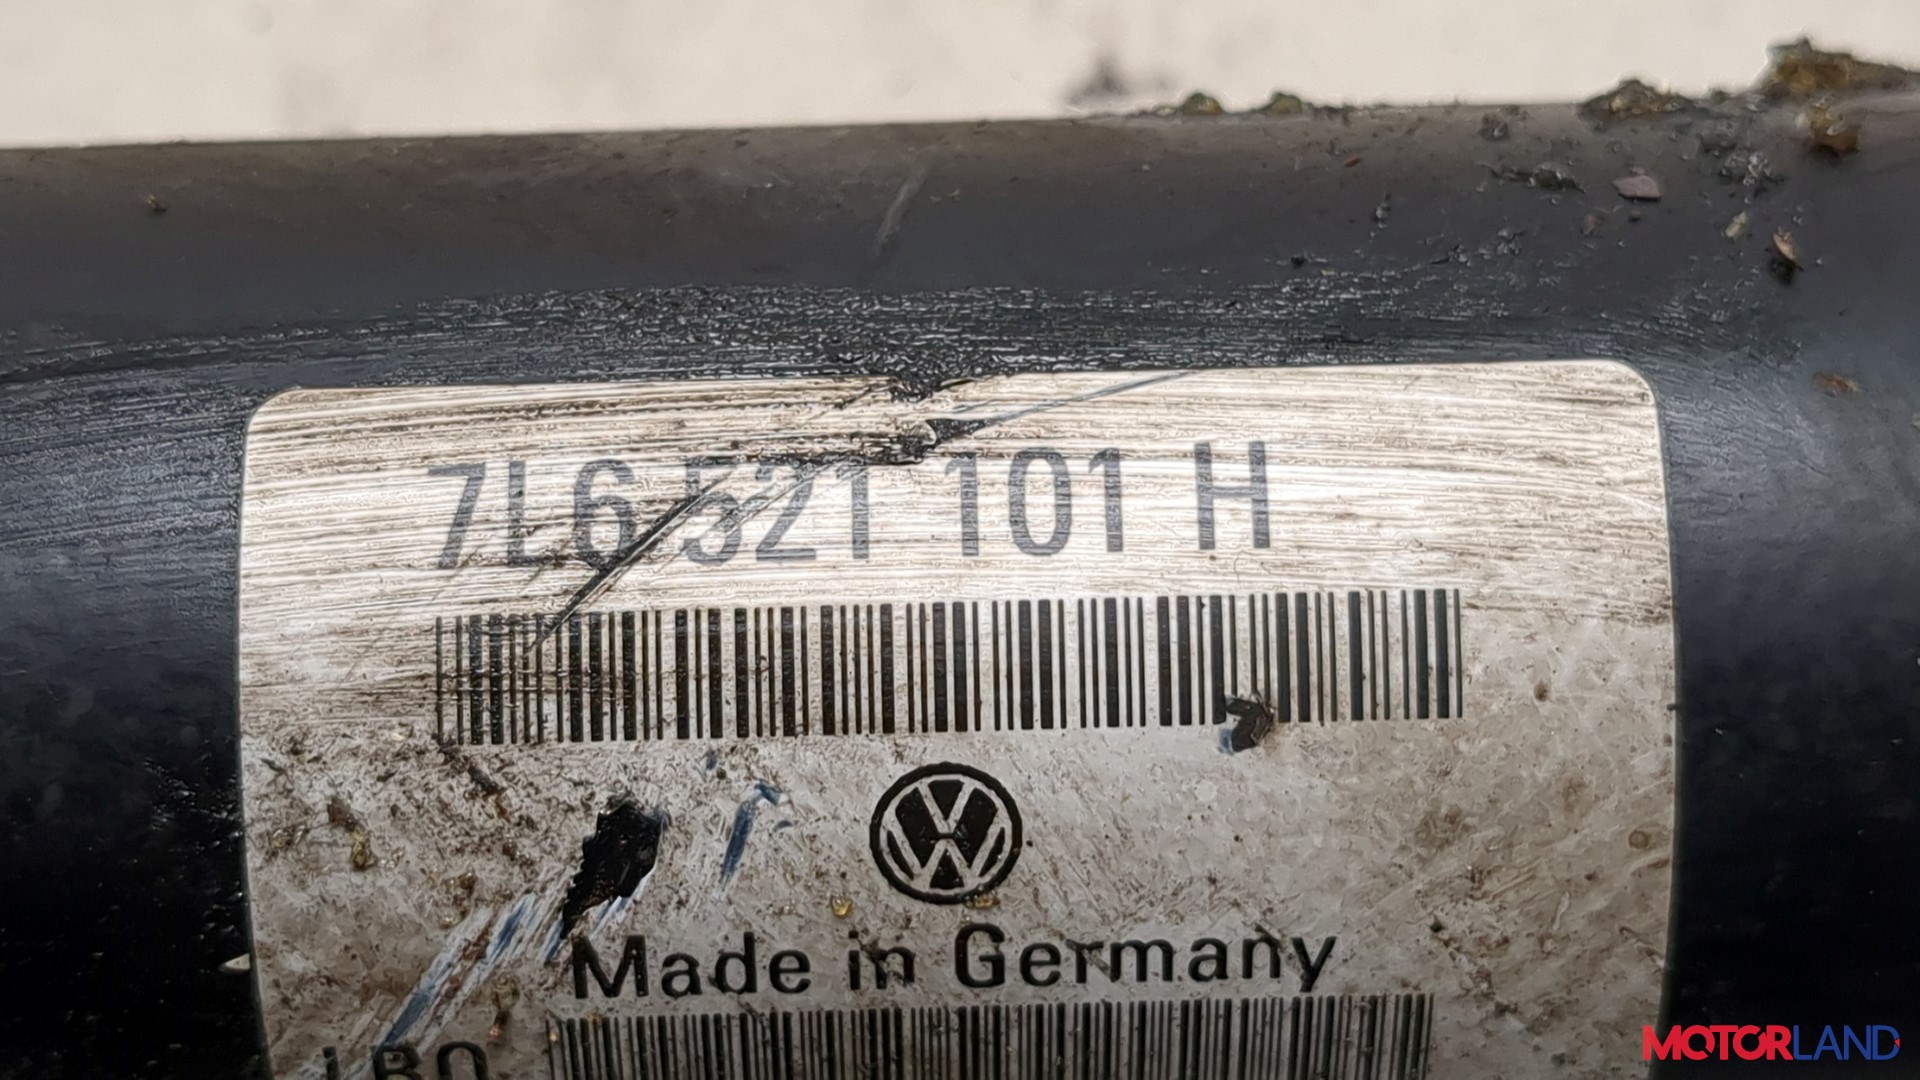 7L6 521 101 H
Made in Germany
MOTORLAND